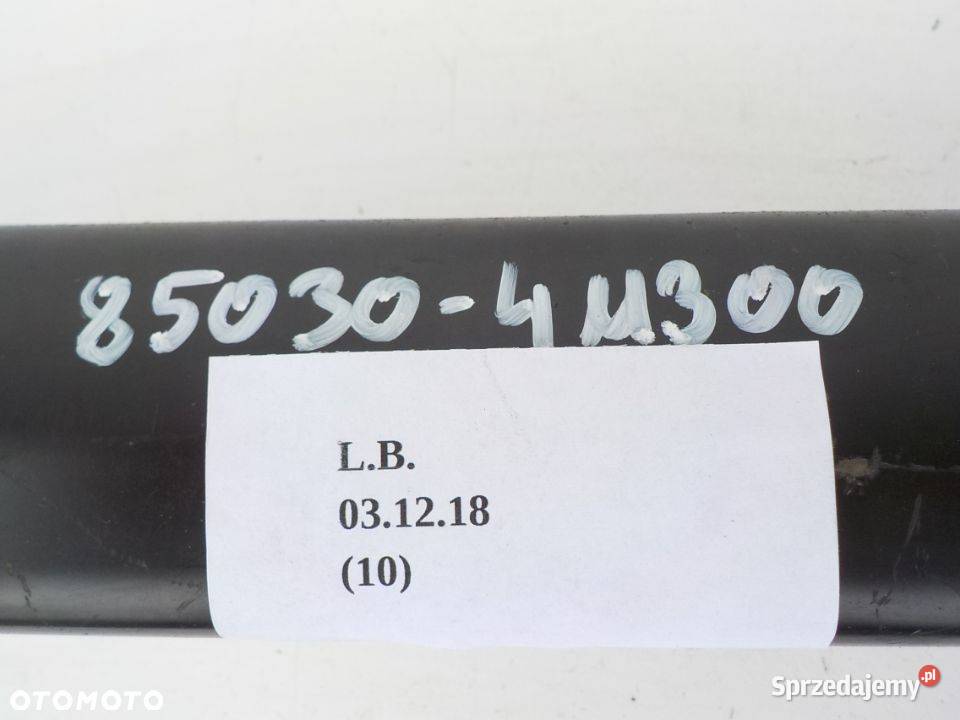 85030-4M300
L.B.
03.12.18
(10)
OTOMOTO
Sprzedajemy.pl